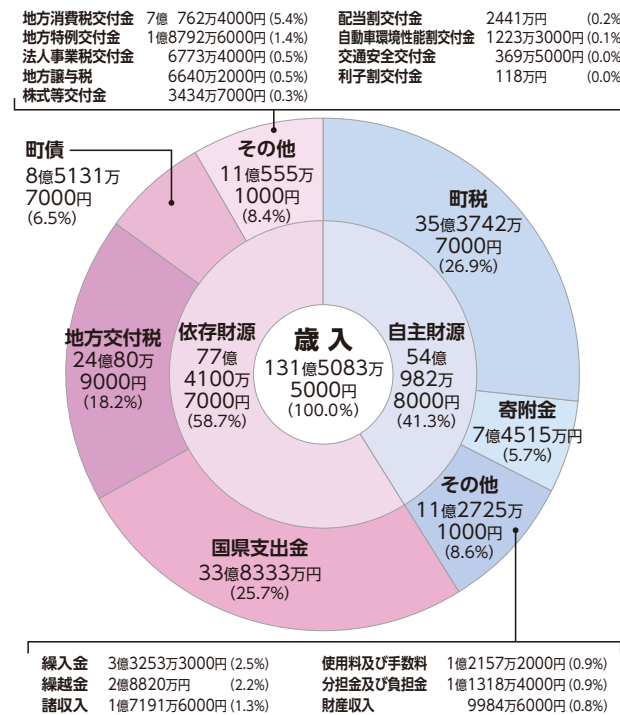 地方消費税交付金 7億 762万4000円 (5.4%)
地方特例交付金 1億8792万6000円 (1.4%)
法人事業税交付金 6773万4000円 (0.5%)
地方譲与税 6640万2000円 (0.5%)
株式等交付金 3434万7000円 (0.3%)
配当割交付金 2441万円 (0.2%
自動車環境性能割交付金 1223万3000円 (0.1%
交通安全交付金 369万5000円 (0.0%
利子割交付金 118万円 (0.0%
町債
8億5131万
7000円
(6.5%)
その他
11億555万
1000円
(8.4%)
町税
35億3742万
7000円
(26.9%)
地方交付税
24億80万
9000円
(18.2%)
依存財源
77億
4100万
7000円
(58.7%)
歳入
131億5083万
5000円
(100.0%)
自主財源
54億
982万
8000円
(41.3%)
寄附金
7億4515万円
(5.7%)
その他
11億2725万
1000円
(8.6%)
国県支出金
33億8333万円
(25.7%)
繰入金 3億3253万3000円 (2.5%)
繰越金 2億8820万円 (2.2%)
諸収入 1億7191万6000円 (1.3%)
使用料及び手数料 1億2157万2000円 (0.9%)
分担金及び負担金 1億1318万4000円 (0.9%)
財産収入 9984万6000円 (0.8%)